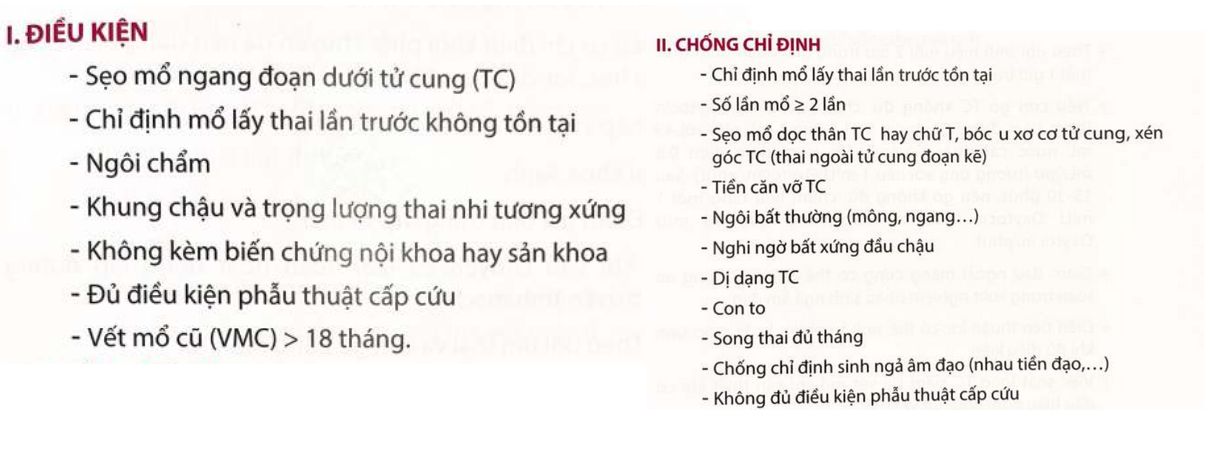 I. ĐIỀU KIỆN
- Sẹo mổ ngang đoạn dưới tử cung (TC)
- Chỉ định mổ lấy thai lần trước không tồn tại
- Ngôi chẩm
- Khung chậu và trọng lượng thai nhi tương xứng
- Không kèm biến chứng nội khoa hay sản khoa
- Đủ điều kiện phẫu thuật cấp cứu
- Vết mổ cũ (VMC) > 18 tháng.
II. CHỐNG CHỈ ĐỊNH
- Chỉ định mổ lấy thai lần trước tồn tại
- Số lần mổ ≥ 2 lần
- Sẹo mổ dọc thân TC hay chữ T, bóc u xơ cơ tử cung, xén
góc TC (thai ngoài tử cung đoạn kẽ)
- Tiền căn vỡ TC
- Ngôi bất thường (mông, ngang...)
- Nghi ngờ bất xứng đầu chậu
- Dị dạng TC
- Con to
- Song thai đủ tháng
- Chống chỉ định sinh ngả âm đạo (nhau tiền đạo,...)
- Không đủ điều kiện phẫu thuật cấp cứu